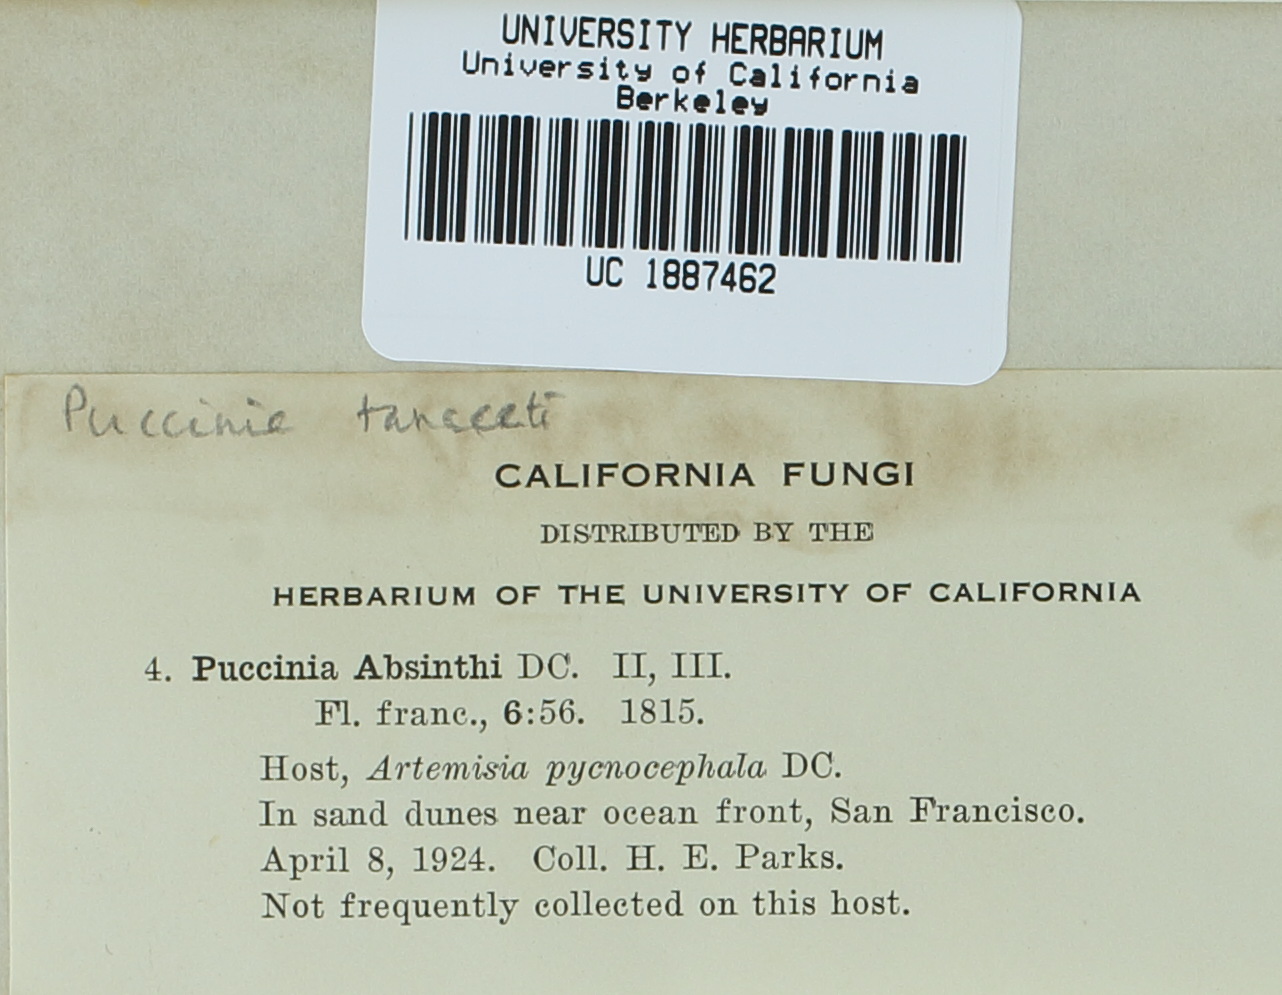 UNIVERSITY HERBARIUM
University of California
Berkeley
UC 1887462
Puccinia tanaceti
CALIFORNIA FUNGI
DISTRIBUTED BY THE
HERBARIUM OF THE UNIVERSITY OF CALIFORNIA
4. Puccinia Absinthi DC. II, III.
Fl. franc., 6:56. 1815.
Host, Artemisia pycnocephala DC.
In sand dunes near ocean front, San Francisco.
April 8, 1924. Coll. H. E. Parks.
Not frequently collected on this host.